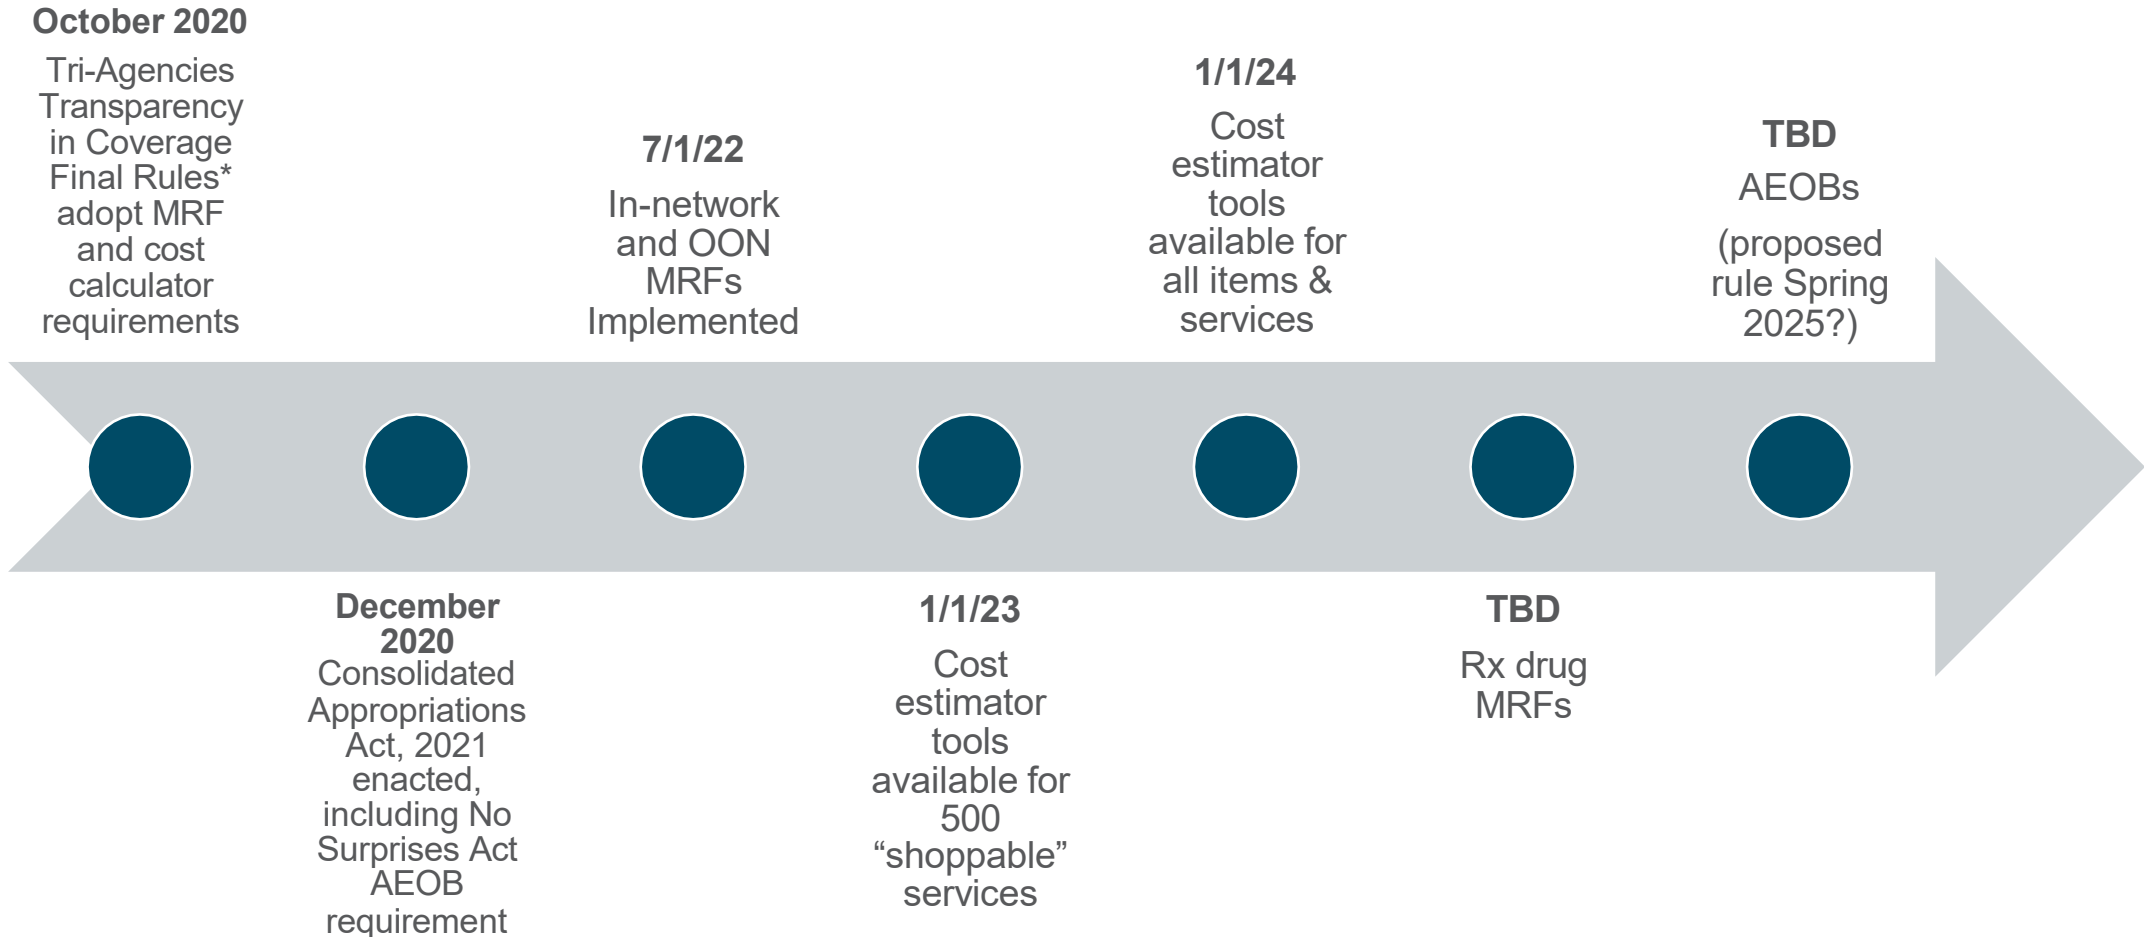 October 2020
Tri-Agencies
Transparency
in Coverage
Final Rules*
adopt MRF
and cost
calculator
requirements
December
2020
Consolidated
Appropriations
Act, 2021
enacted,
including No
Surprises Act
AEOB
requirement
7/1/22
In-network
and OON
MRFs
Implemented
1/1/23
Cost
estimator
tools
available for
500
“shoppable”
services
1/1/24
Cost
estimator
tools
available for
all items &
services
TBD
Rx drug
MRFs
TBD
AEOBs
(proposed
rule Spring
2025?)